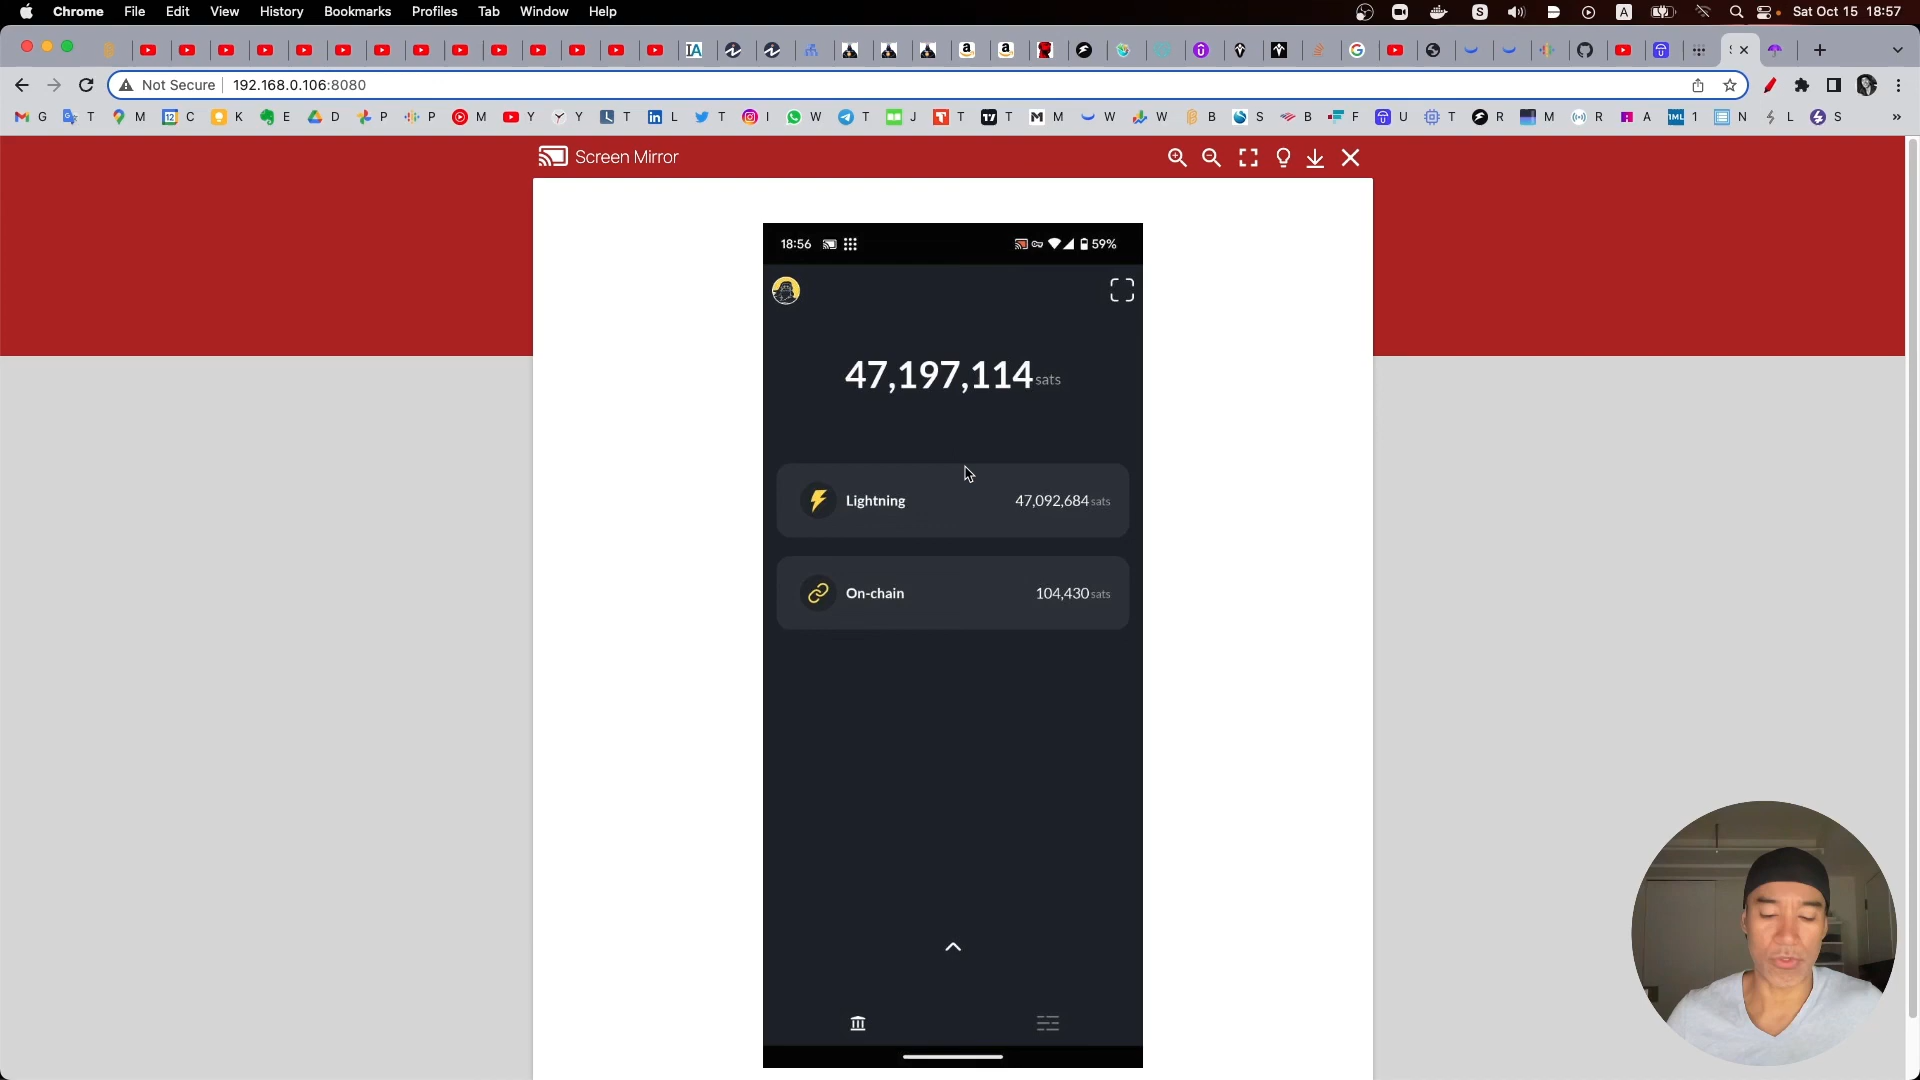 Chrome File Edit View History Bookmarks Profiles Tab Window Help
A
Sat Oct 15 18:57
Not Secure
192.168.0.106:8080
G T M C K E D P P M Y Y T L T I W T J T T M W W B S B F U T R M R A 1 N L S
Screen Mirror
18:56
59%
47,197,114 sats
Lightning 47,092,684 sats
On-chain 104,430 sats